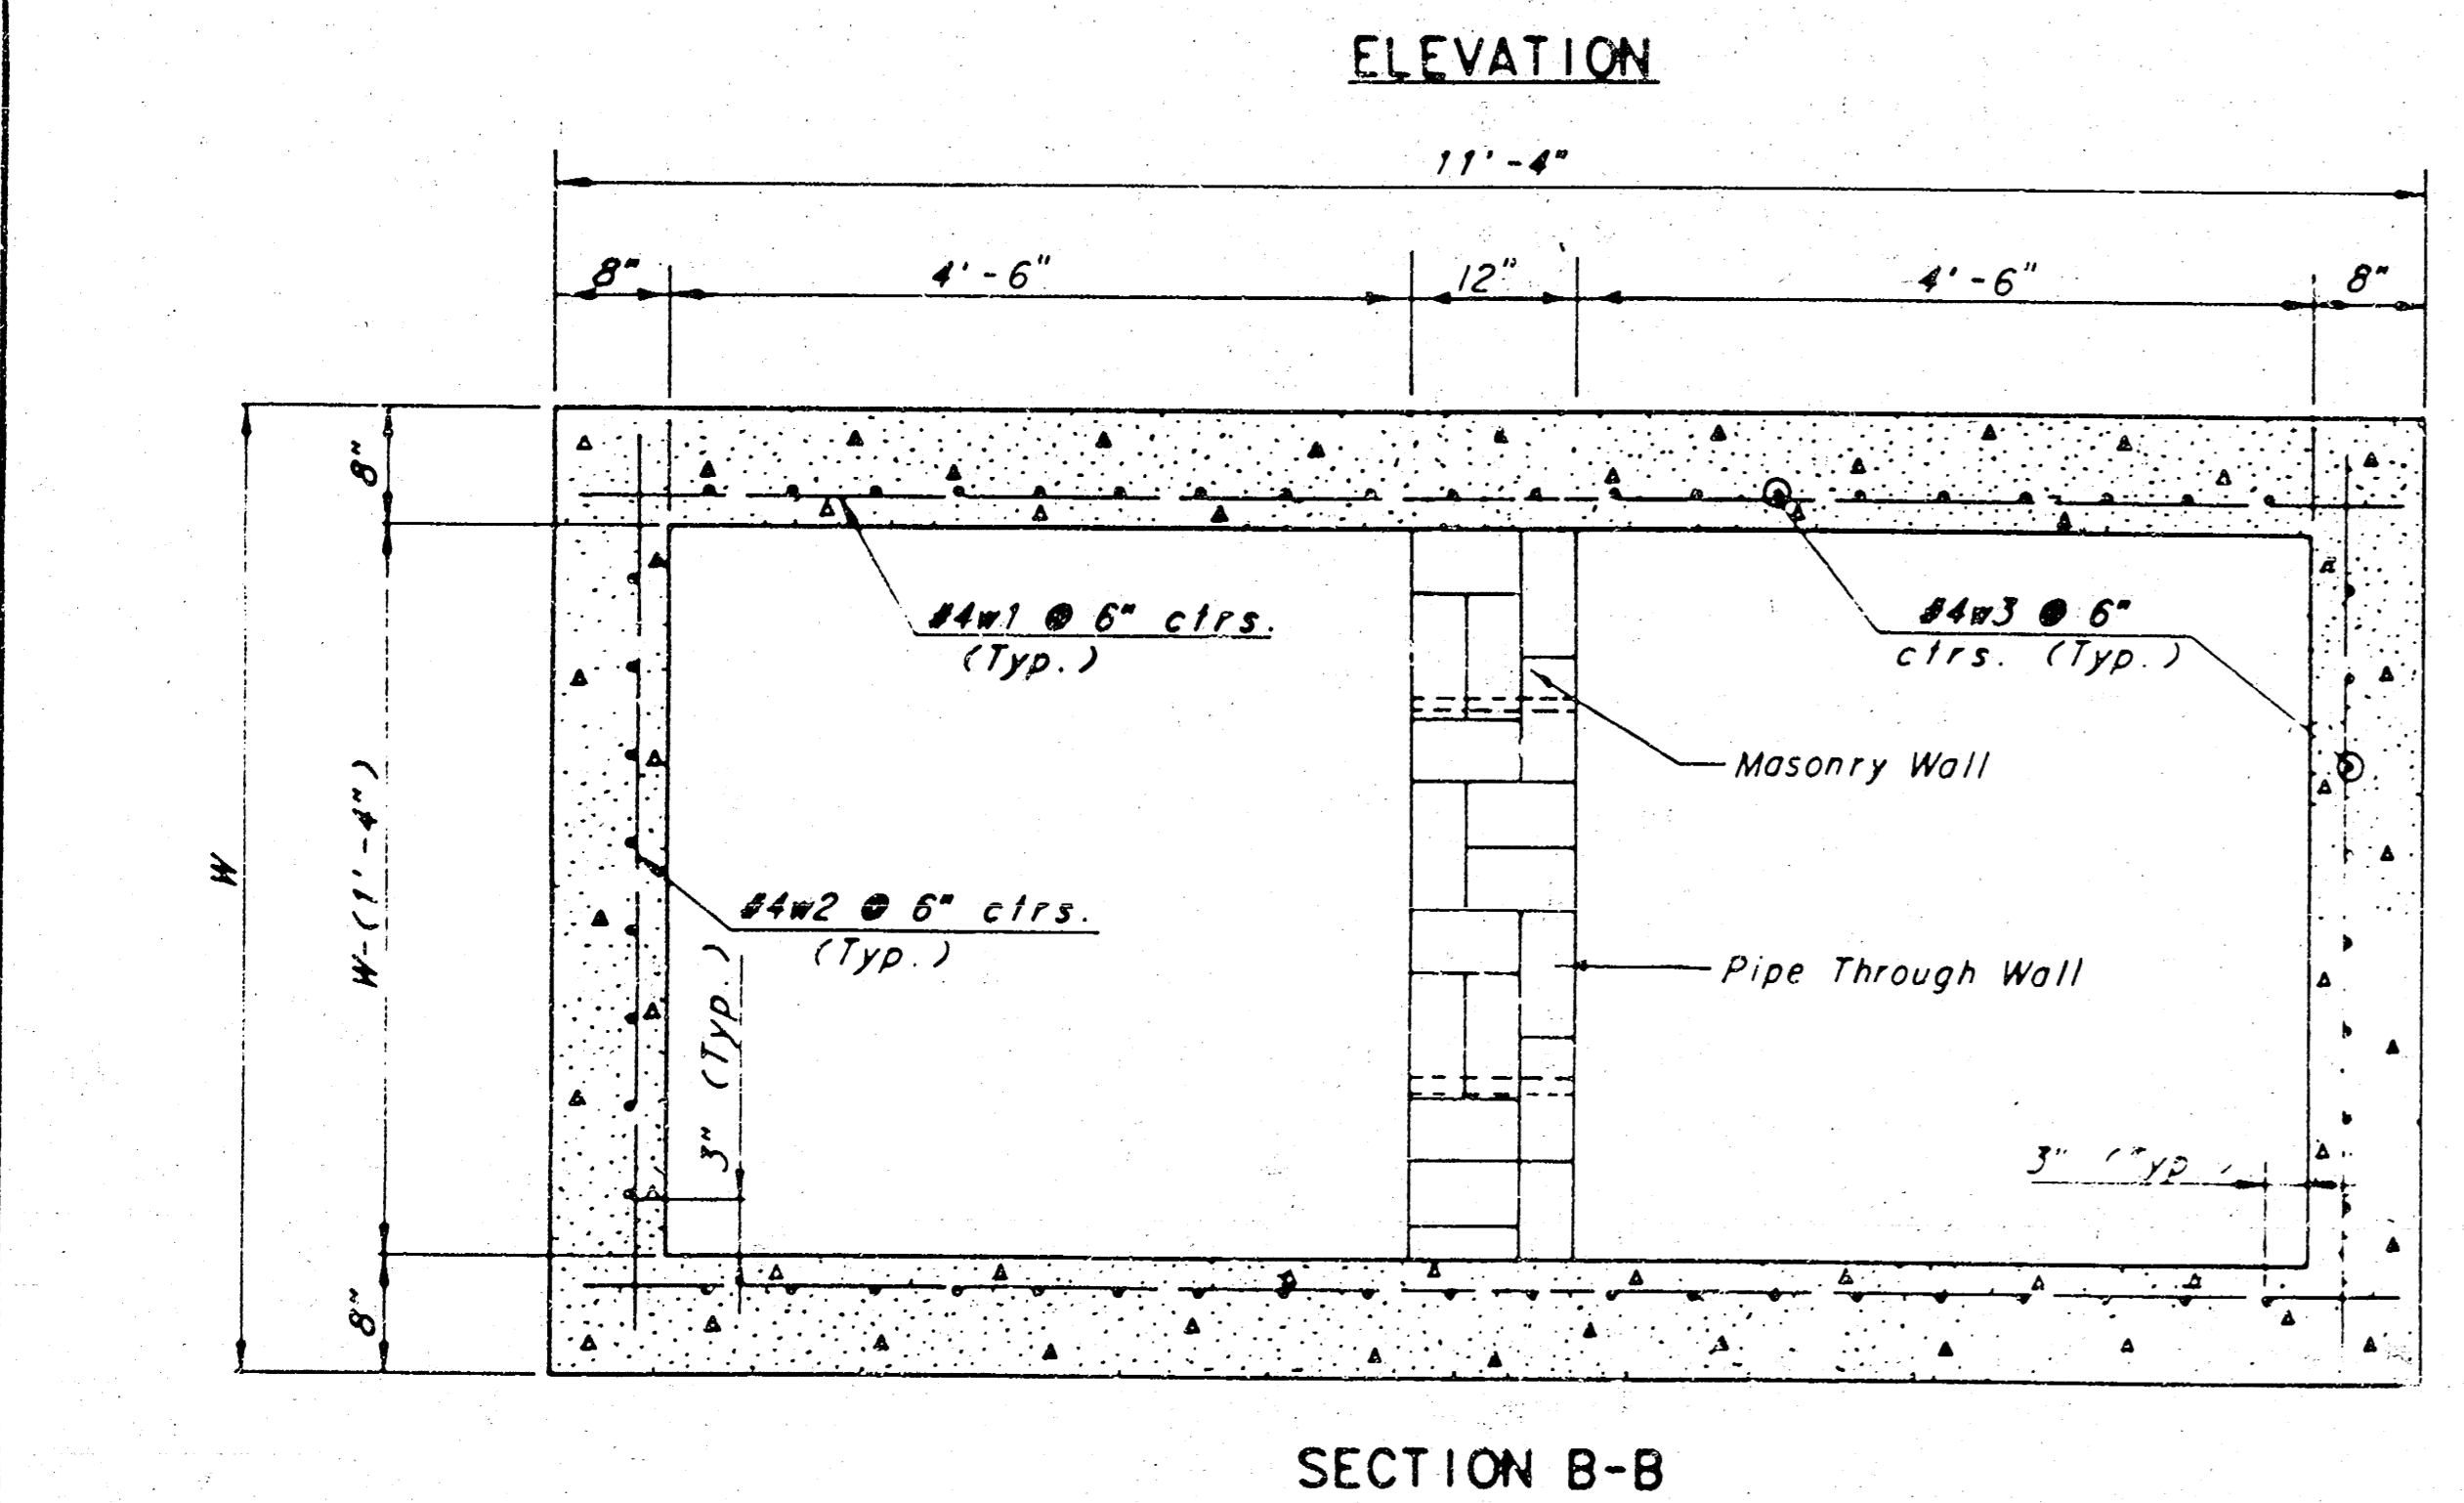 ELEVATION
11'-4"
8" 4'-6" 12" 4'-6" 8"
8"
#4w1 @ 6" ctrs.
(Typ.)
#4w3 @ 6"
ctrs. (Typ.)
Masonry Wall
W
W-(1'-4")
#4w2 @ 6" ctrs.
(Typ.)
Pipe Through Wall
3" (Typ.)
3" (Typ.
8"
SECTION B-B